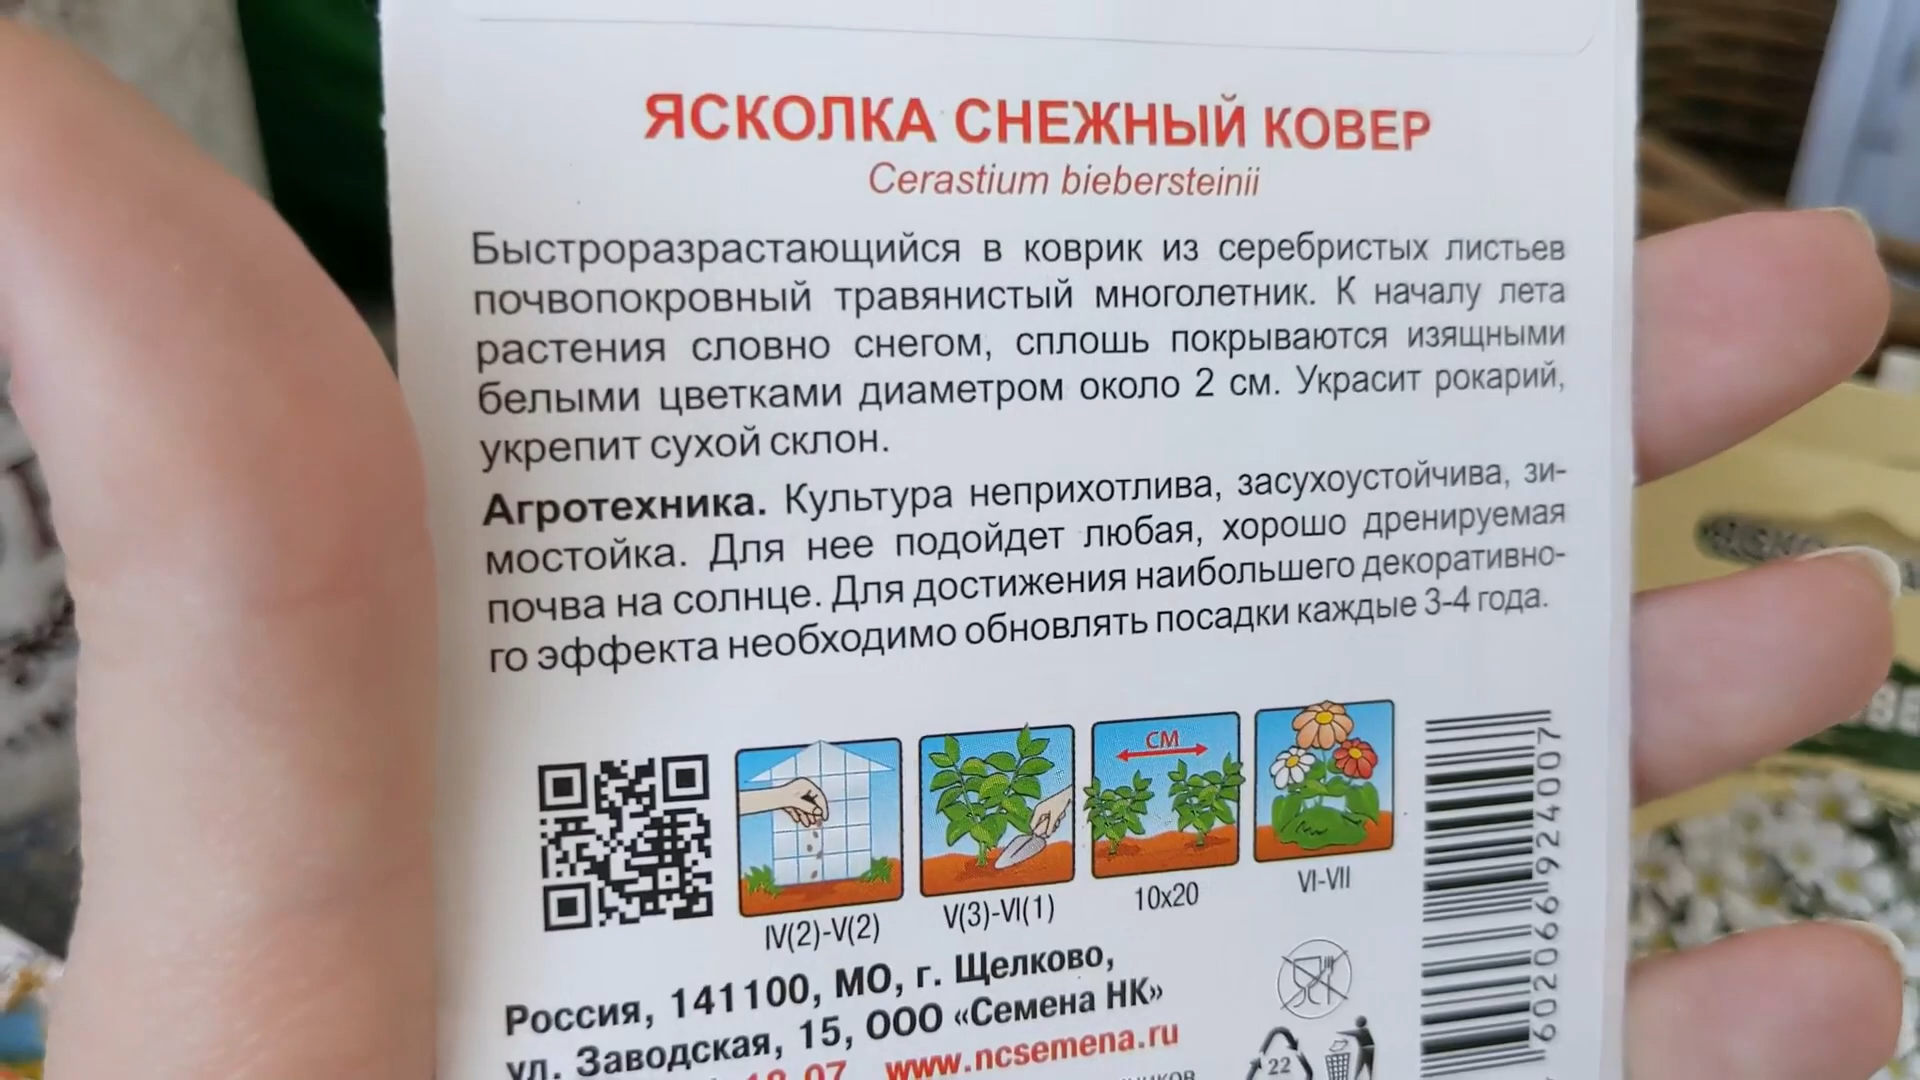 ЯСКОЛКА СНЕЖНЫЙ КОВЕР
Cerastium biebersteinii
Быстроразрастающийся в коврик из серебристых листьев
почвопокровный травянистый многолетник. К началу лета
растения словно снегом, сплошь покрываются изящными
белыми цветками диаметром около 2 см. Украсит рокарий,
укрепит сухой склон.
Агротехника. Культура неприхотлива, засухоустойчива, зи-
мостойка. Для нее подойдет любая, хорошо дренируемая
почва на солнце. Для достижения наибольшего декоративно-
го эффекта необходимо обновлять посадки каждые 3-4 года.
СМ
IV(2)-V(2)
V(3)-VI(1)
10х20
VI-VII
Россия, 141100, МО, г. Щелково,
ул. Заводская, 15, ООО «Семена НК»
www.ncsemena.ru
22
4602066924007